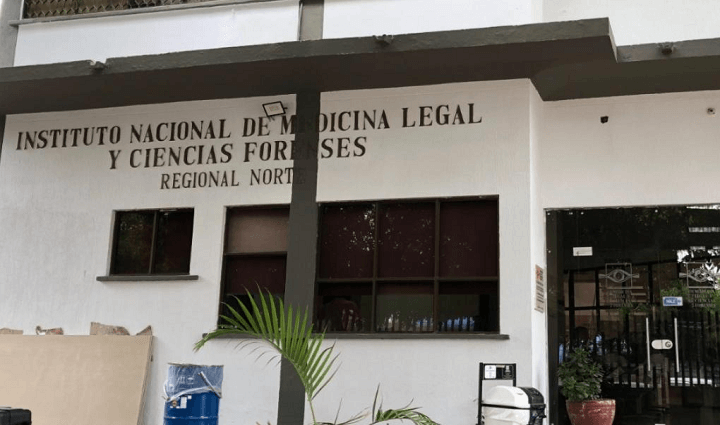 INSTITUTO NACIONAL DE MEDICINA LEGAL
Y CIENCIAS FORENSES
REGIONAL NORTE